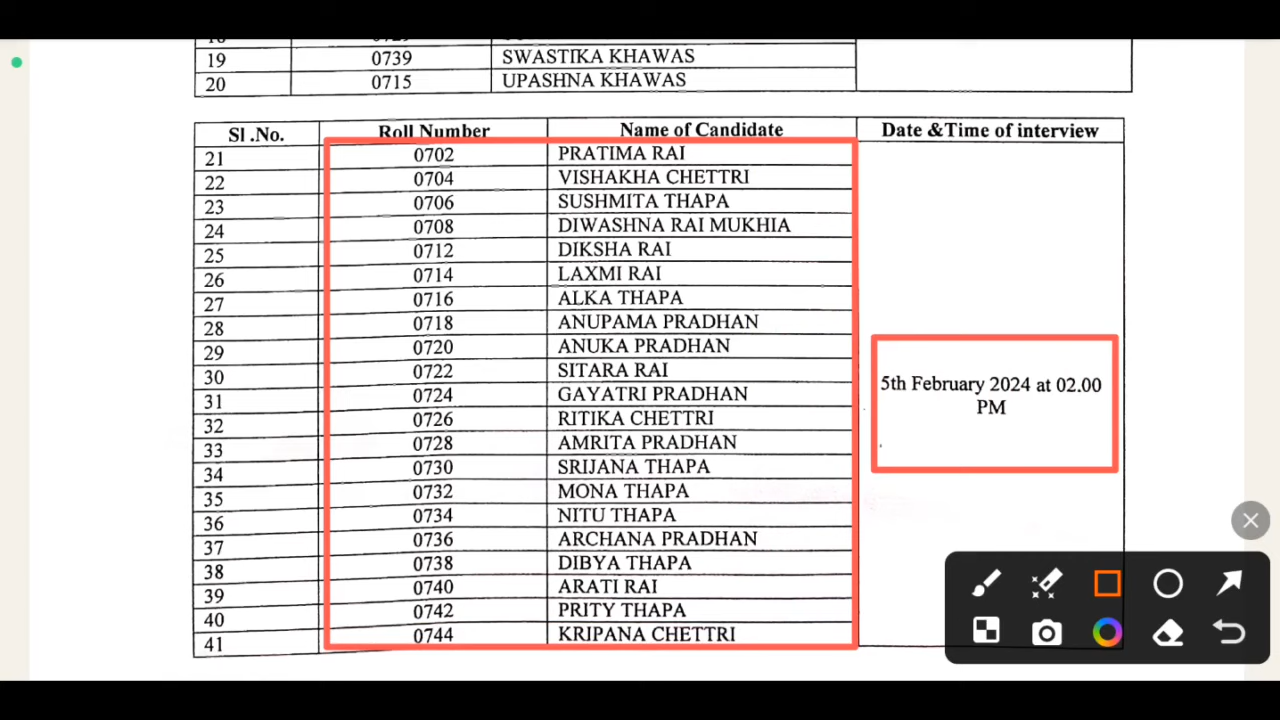 19 0739 SWASTIKA KHAWAS
20 0715 UPASHNA KHAWAS
Sl .No. Roll Number Name of Candidate Date &Time of interview
21 0702 PRATIMA RAI
22 0704 VISHAKHA CHETTRI
23 0706 SUSHMITA THAPA
24 0708 DIWASHNA RAI MUKHIA
25 0712 DIKSHA RAI
26 0714 LAXMI RAI
27 0716 ALKA THAPA
28 0718 ANUPAMA PRADHAN
29 0720 ANUKA PRADHAN
30 0722 SITARA RAI
31 0724 GAYATRI PRADHAN
32 0726 RITIKA CHETTRI
33 0728 AMRITA PRADHAN
34 0730 SRIJANA THAPA
35 0732 MONA THAPA
36 0734 NITU THAPA
37 0736 ARCHANA PRADHAN
38 0738 DIBYA THAPA
39 0740 ARATI RAI
40 0742 PRITY THAPA
41 0744 KRIPANA CHETTRI
5th February 2024 at 02.00
PM